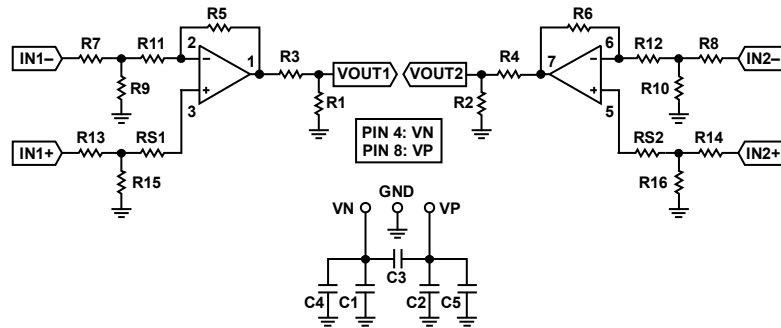 R5
R6
IN1–
R7
R11
2
–
1
R3
VOUT1
VOUT2
R4
7
–
6
R12
R8
IN2–
R9
+
3
R1
R2
+
5
R10
PIN 4: VN
PIN 8: VP
IN1+
R13
RS1
RS2
R14
IN2+
R15
R16
GND
VN
VP
C3
C4
C1
C2
C5